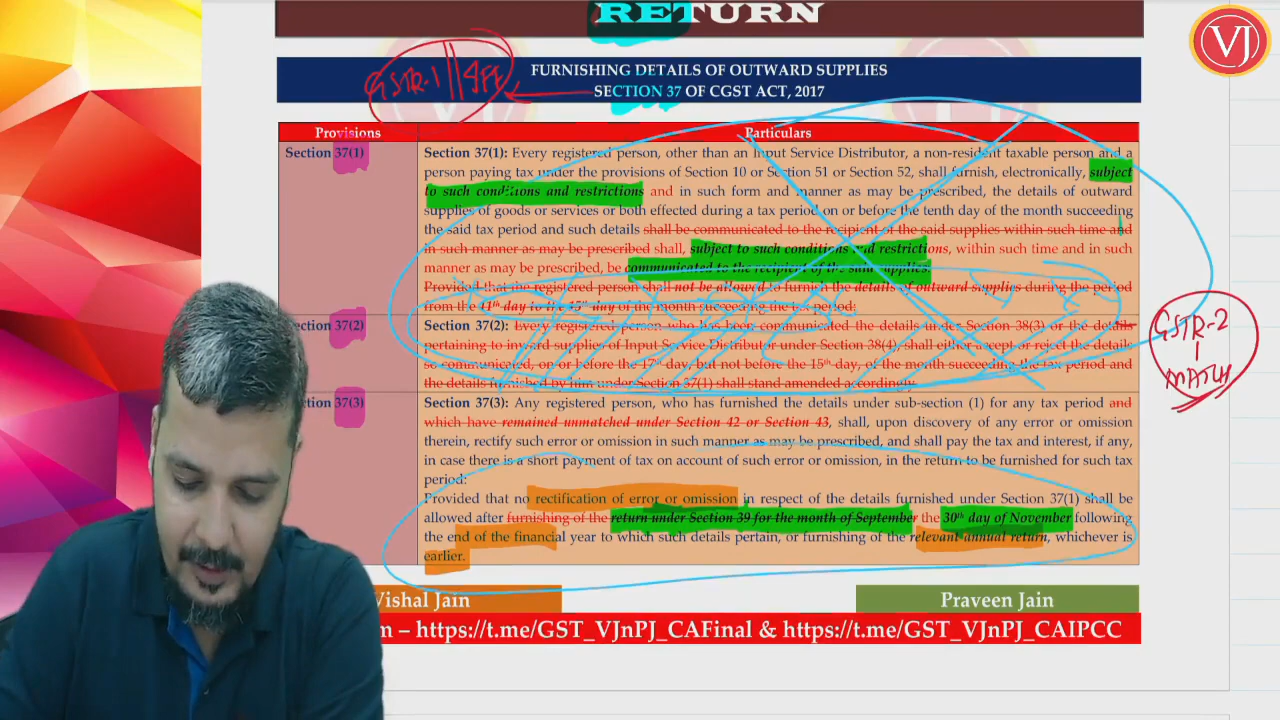 RETURN
VJ
GSTR-1 || IFF
FURNISHING DETAILS OF OUTWARD SUPPLIES
SECTION 37 OF CGST ACT, 2017
Provisions Particulars
Section 37(1)
Section 37(1): Every registered person, other than an Input Service Distributor, a non-resident taxable person and a
person paying tax under the provisions of Section 10 or Section 51 or Section 52, shall furnish, electronically, subject
to such conditions and restrictions and in such form and manner as may be prescribed, the details of outward
supplies of goods or services or both effected during a tax period on or before the tenth day of the month succeeding
the said tax period and such details shall be communicated to the recipient of the said supplies within such time and
in such manner as may be prescribed shall, subject to such conditions and restrictions, within such time and in such
manner as may be prescribed, be communicated to the recipient of the said supplies.
Provided that the registered person shall not be allowed to furnish the details of outward supplies during the period
from the 11th day to the 15th day of the month succeeding the tax period:
Section 37(2)
Section 37(2): Every registered person who has been communicated the details under Section 38(3) or the details
pertaining to inward supplies of Input Service Distributor under Section 38(4), shall either accept or reject the details
so communicated, on or before the 17th day, but not before the 15th day, of the month succeeding the tax period and
the details furnished by him under Section 37(1) shall stand amended accordingly.
GSTR-2
MATCH
37(3)
Section 37(3): Any registered person, who has furnished the details under sub-section (1) for any tax period and
which have remained unmatched under Section 42 or Section 43, shall, upon discovery of any error or omission
therein, rectify such error or omission in such manner as may be prescribed, and shall pay the tax and interest, if any,
in case there is a short payment of tax on account of such error or omission, in the return to be furnished for such tax
period:
Provided that no rectification of error or omission in respect of the details furnished under Section 37(1) shall be
allowed after furnishing of the return under Section 39 for the month of September the 30th day of November following
the end of the financial year to which such details pertain, or furnishing of the relevant annual return, whichever is
earlier.
Vishal Jain Praveen Jain
– https://t.me/GST_VJnPJ_CAFinal & https://t.me/GST_VJnPJ_CAIPCC